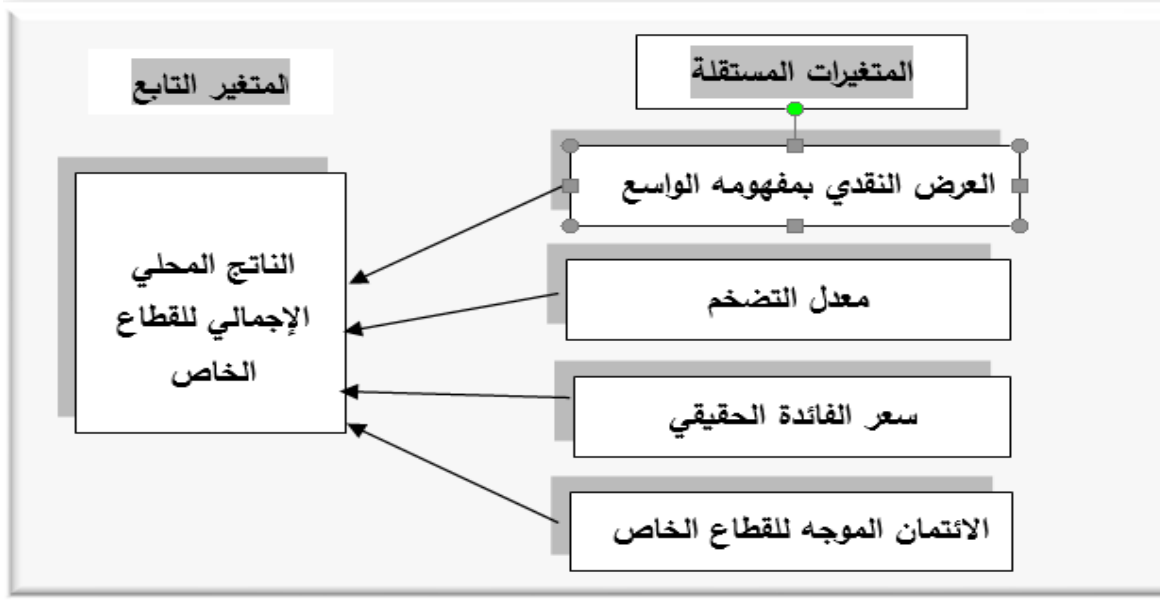 المتغيرات المستقلة
المتغير التابع
العرض النقدي بمفهومه الواسع
معدل التضخم
سعر الفائدة الحقيقي
الائتمان الموجه للقطاع الخاص
الناتج المحلي
الإجمالي للقطاع
الخاص